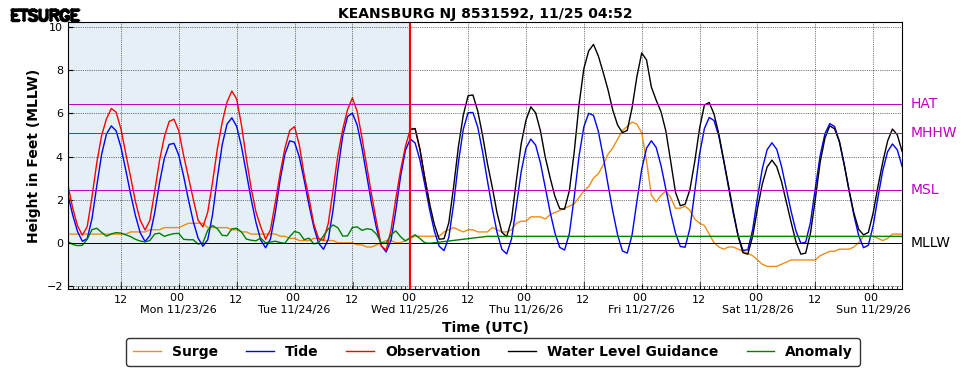 ETSURGE
KEANSBURG NJ 8531592, 11/25 04:52
Height in Feet (MLLW)
10
8
6
4
2
0
−2
HAT
MHHW
MSL
MLLW
12 00 12 00 12 00 12 00 12 00 12 00 12 00
Mon 11/23/26 Tue 11/24/26 Wed 11/25/26 Thu 11/26/26 Fri 11/27/26 Sat 11/28/26 Sun 11/29/26
Time (UTC)
Surge Tide Observation Water Level Guidance Anomaly